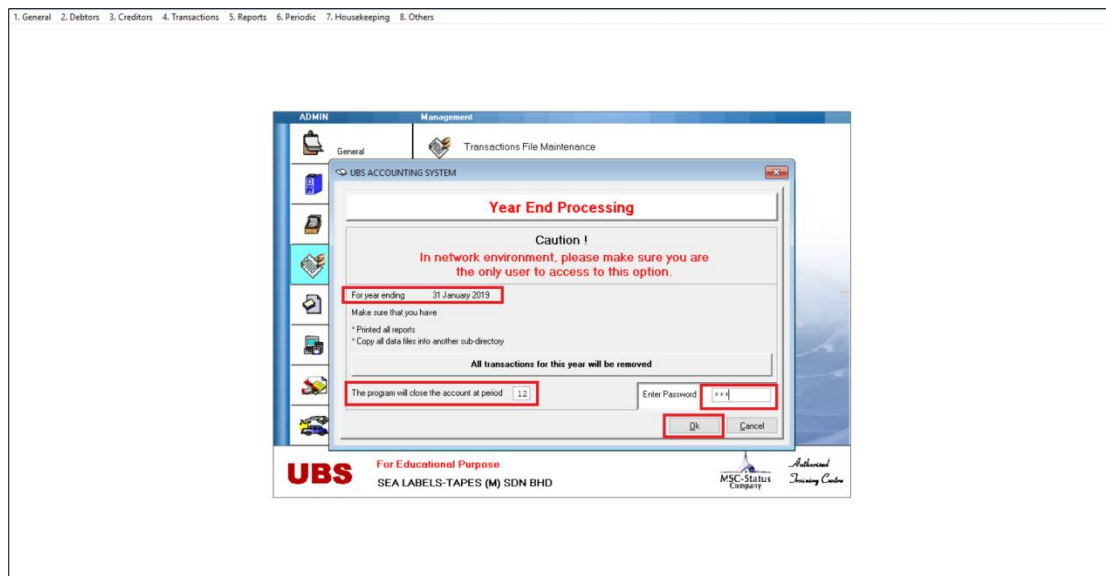 1. General 2. Debtors 3. Creditors 4. Transactions 5. Reports 6. Periodic 7. Housekeeping 8. Others
ADMIN Management
General Transactions File Maintenance
UBS ACCOUNTING SYSTEM
Year End Processing
Caution !
In network environment, please make sure you are
the only user to access to this option.
For year ending 31 January 2019
Make sure that you have
* Printed all reports
* Copy all data files into another sub-directory
All transactions for this year will be removed
The program will close the account at period 12 Enter Password ***
Ok Cancel
UBS
For Educational Purpose
SEA LABELS-TAPES (M) SDN BHD
MSC-Status
Company
Authorised
Training Centre